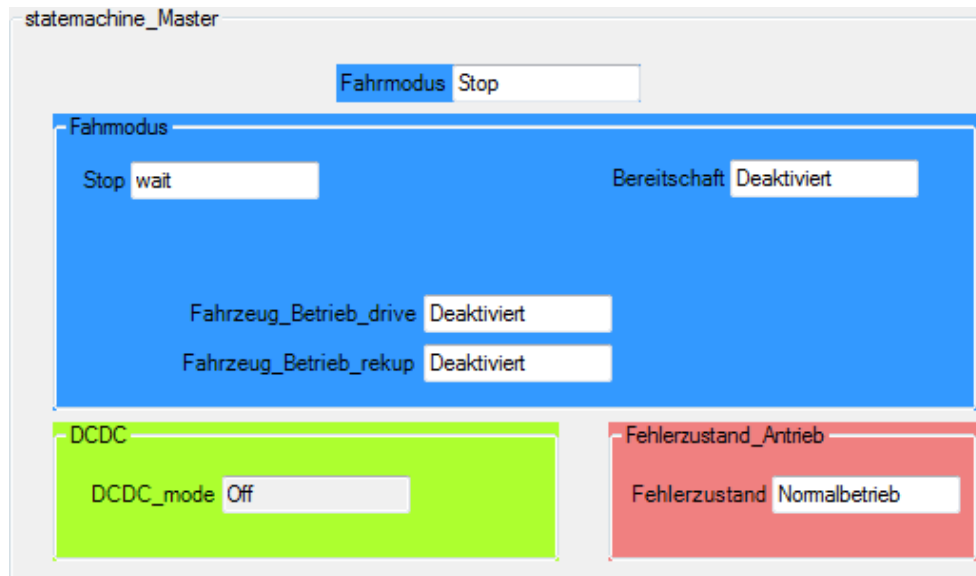 statemachine_Master
Fahrmodus Stop
Fahrmodus
Stop wait
Bereitschaft Deaktiviert
Fahrzeug_Betrieb_drive Deaktiviert
Fahrzeug_Betrieb_rekup Deaktiviert
DCDC
DCDC_mode Off
Fehlerzustand_Antrieb
Fehlerzustand Normalbetrieb